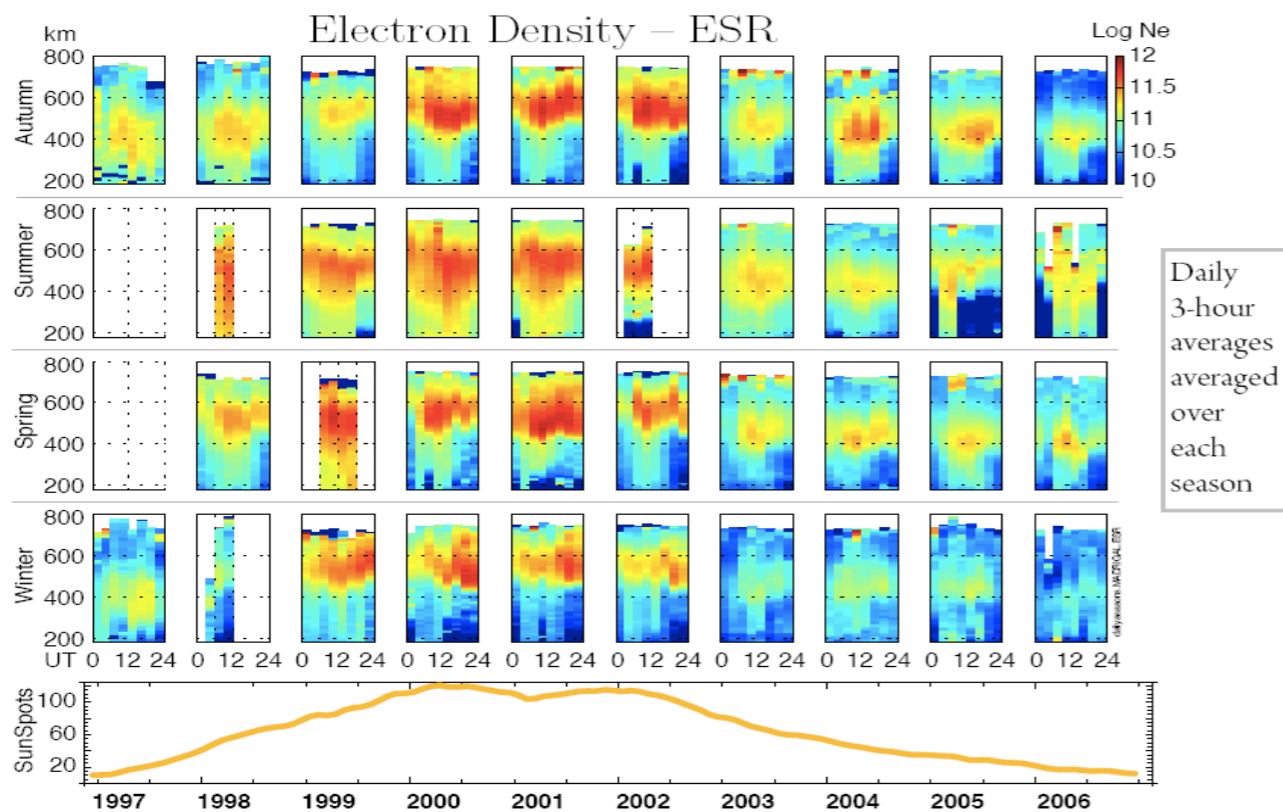 Electron Density – ESR
km
Log Ne
800
600
400
200
Autumn
12
11.5
11
10.5
10
800
600
400
200
Summer
800
600
400
200
Spring
800
600
400
200
Winter
Daily
3-hour
averages
averaged
over
each
season
dailyseasons.MADRIGAL.ESR
UT 0 12 24 0 12 24 0 12 24 0 12 24 0 12 24 0 12 24 0 12 24 0 12 24 0 12 24 0 12 24
SunSpots
100
60
20
1997 1998 1999 2000 2001 2002 2003 2004 2005 2006